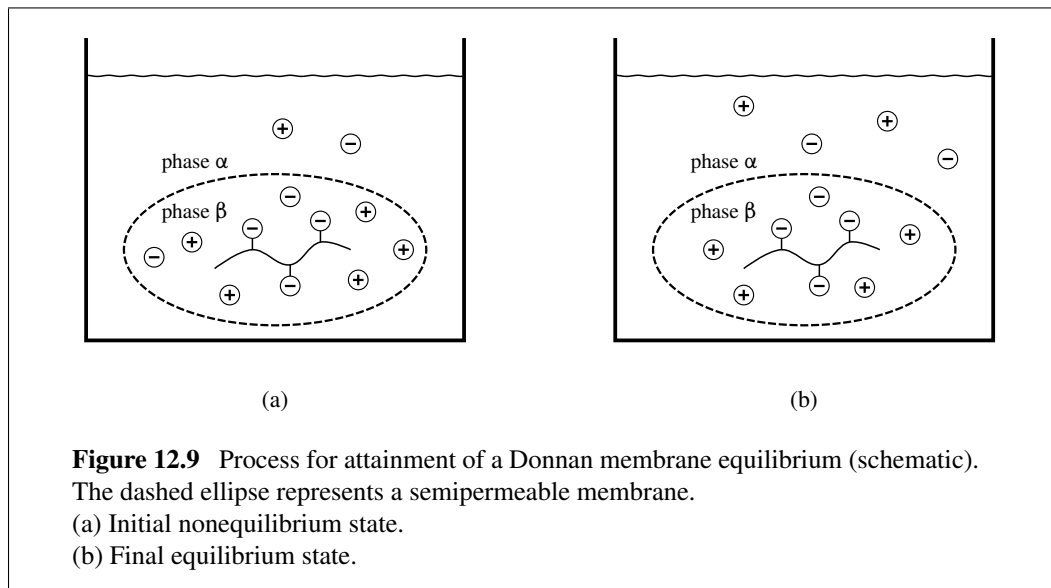 phase α
phase β
+
−
−
+
−
−
+
−
+
+
+
−
+
phase α
phase β
+
+
−
−
−
−
−
+
+
+
−
+
(a)
(b)
Figure 12.9 Process for attainment of a Donnan membrane equilibrium (schematic).
The dashed ellipse represents a semipermeable membrane.
(a) Initial nonequilibrium state.
(b) Final equilibrium state.